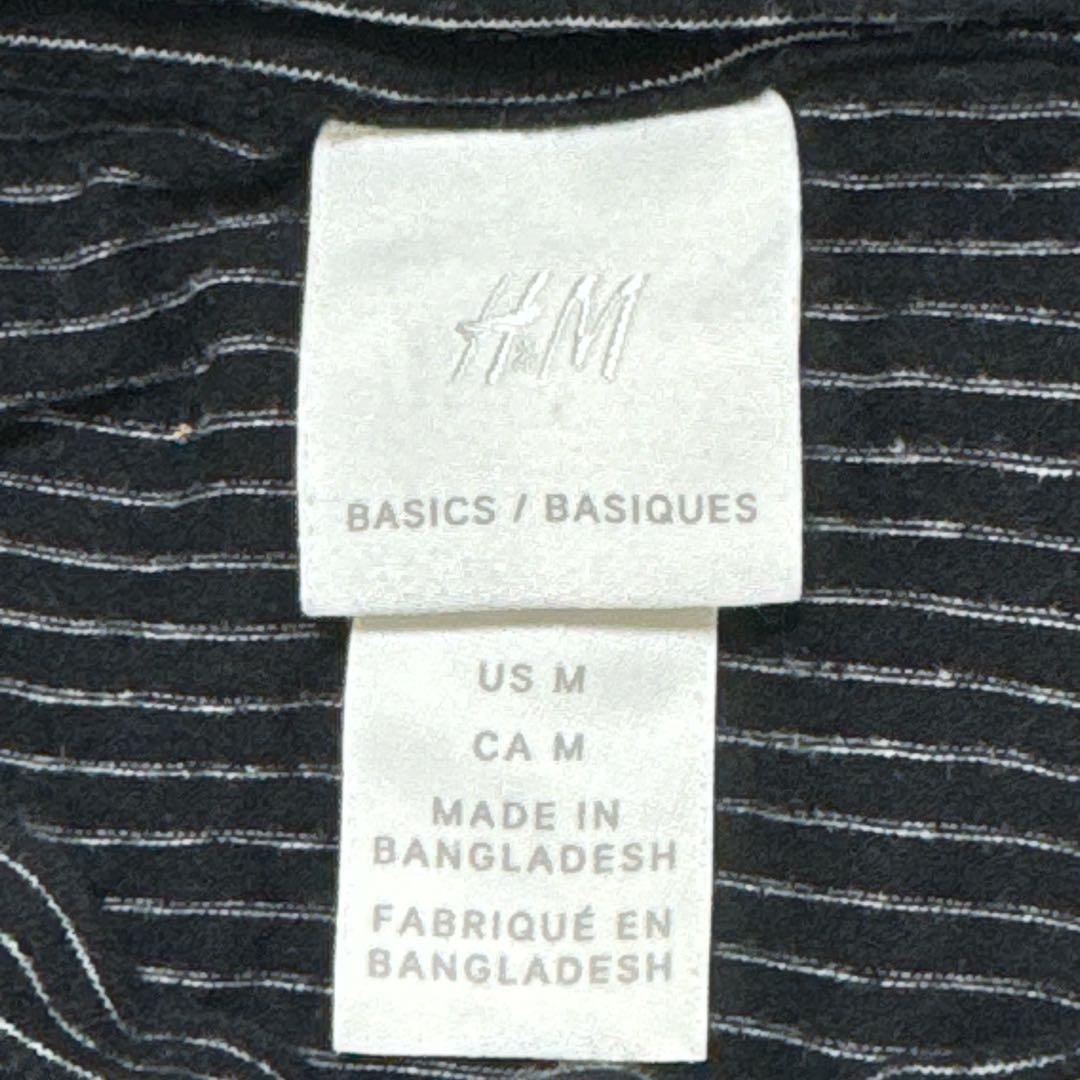 H&M
BASICS / BASIQUES
US M
CA M
MADE IN
BANGLADESH
FABRIQUÉ EN
BANGLADESH